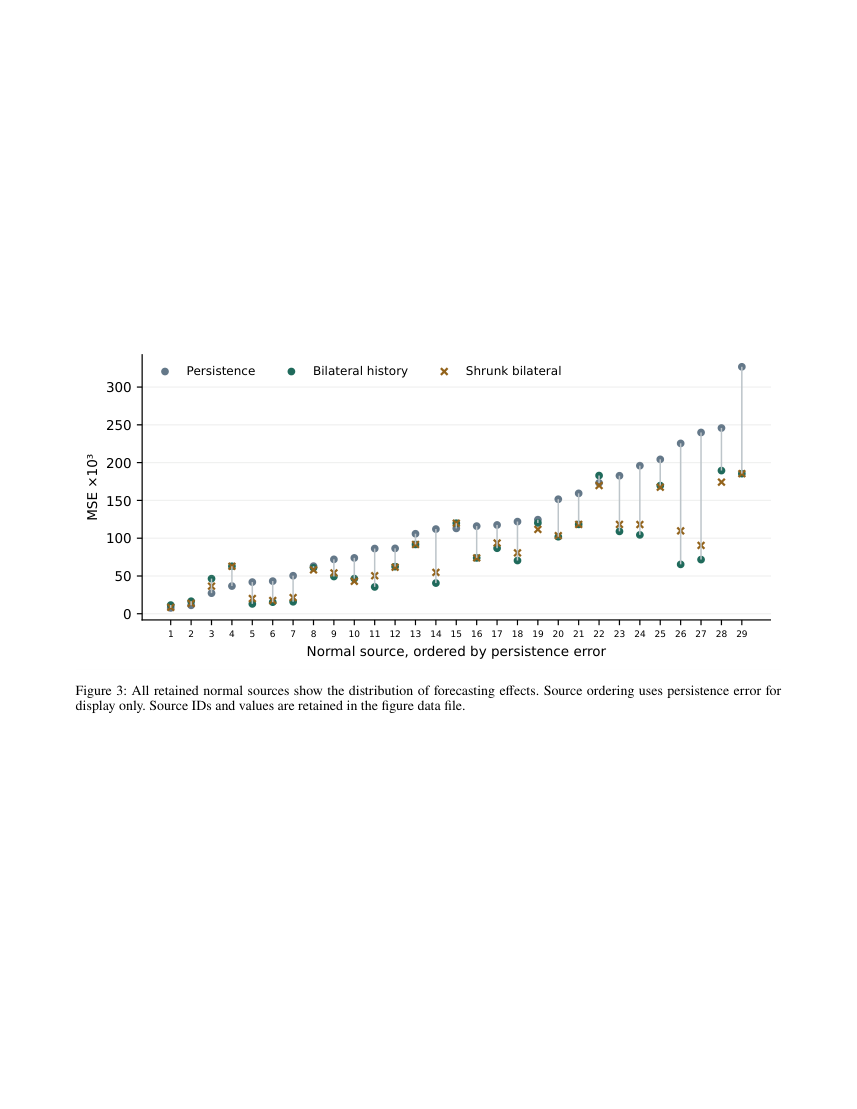 Persistence Bilateral history Shrunk bilateral
300
250
200
150
100
50
0
MSE ×10³
1 2 3 4 5 6 7 8 9 10 11 12 13 14 15 16 17 18 19 20 21 22 23 24 25 26 27 28 29
Normal source, ordered by persistence error
Figure 3: All retained normal sources show the distribution of forecasting effects. Source ordering uses persistence error for
display only. Source IDs and values are retained in the figure data file.